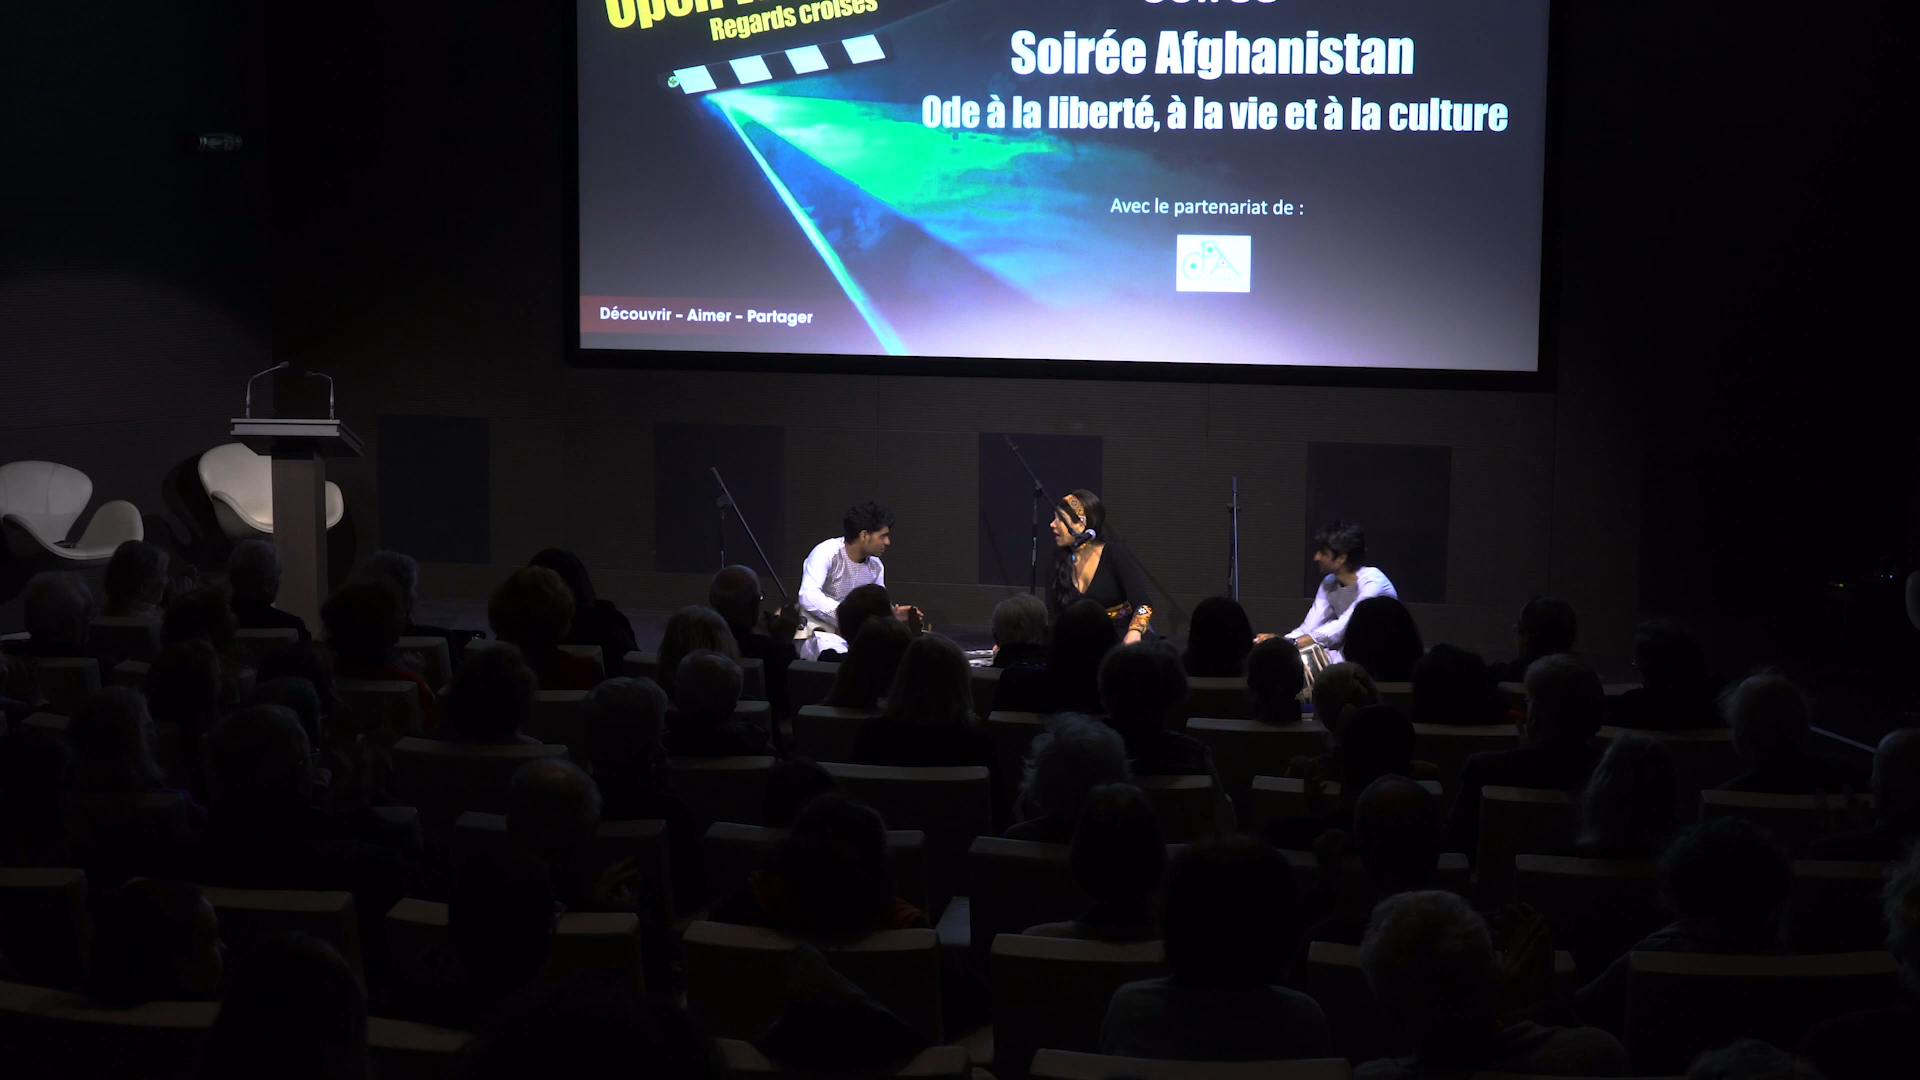 Regards croisés
Soirée Afghanistan
Ode à la liberté, à la vie et à la culture
Avec le partenariat de :
Découvrir - Aimer - Partager